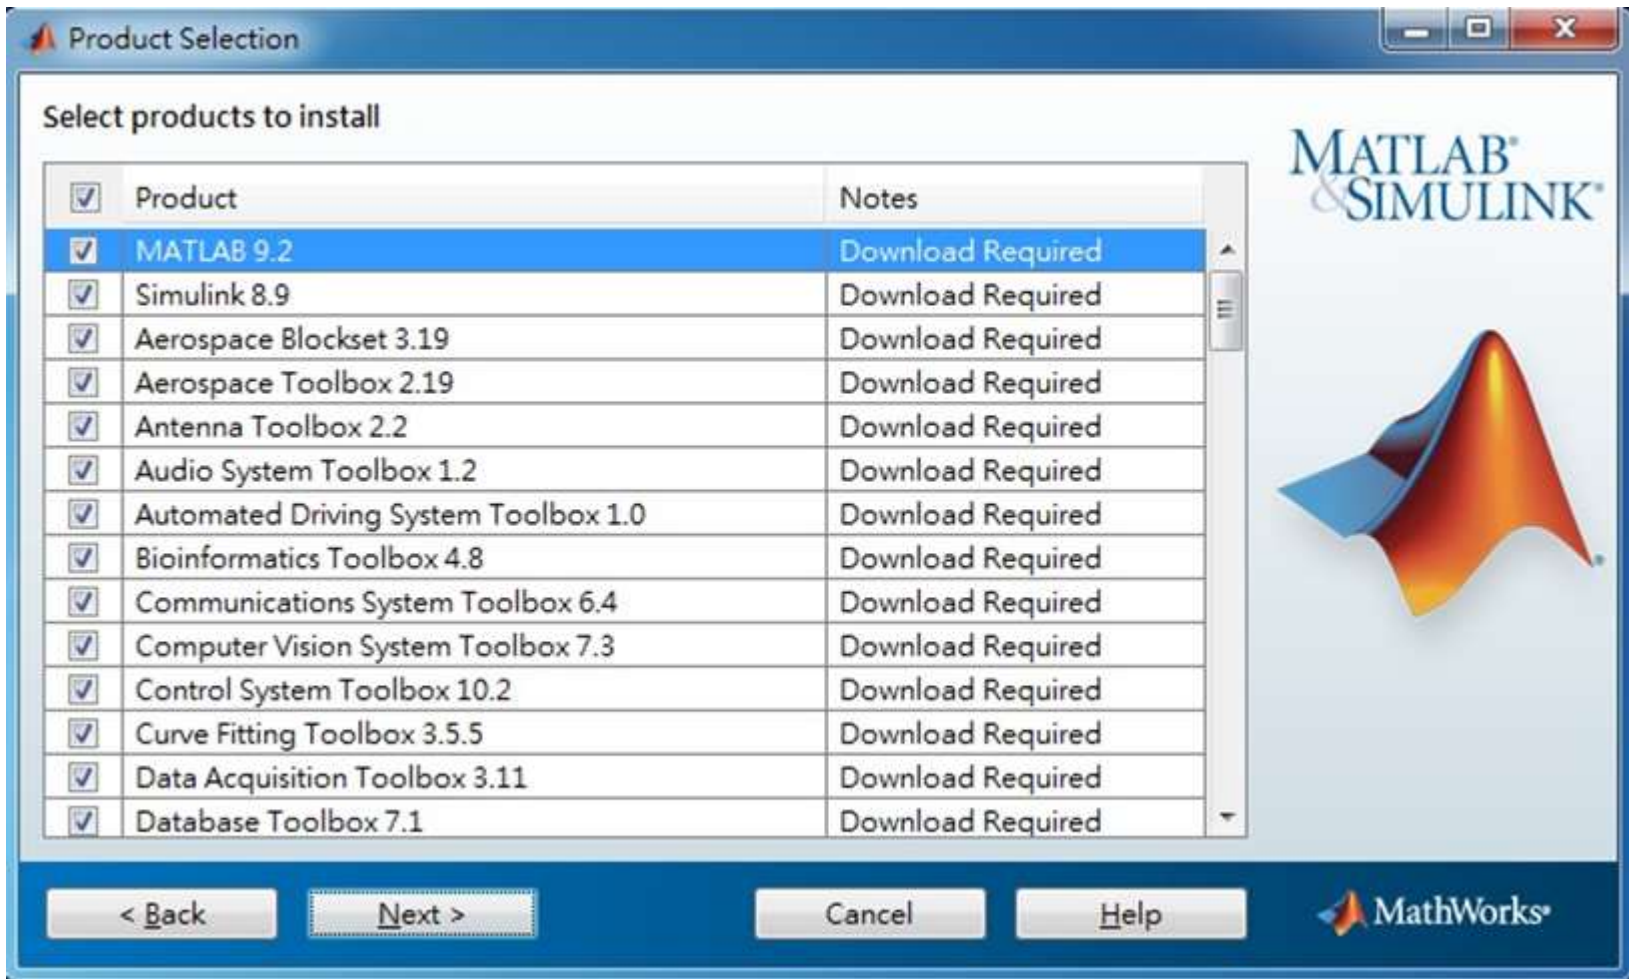 Product Selection
Select products to install
MATLAB®
&SIMULINK®
Product Notes
MATLAB 9.2 Download Required
Simulink 8.9 Download Required
Aerospace Blockset 3.19 Download Required
Aerospace Toolbox 2.19 Download Required
Antenna Toolbox 2.2 Download Required
Audio System Toolbox 1.2 Download Required
Automated Driving System Toolbox 1.0 Download Required
Bioinformatics Toolbox 4.8 Download Required
Communications System Toolbox 6.4 Download Required
Computer Vision System Toolbox 7.3 Download Required
Control System Toolbox 10.2 Download Required
Curve Fitting Toolbox 3.5.5 Download Required
Data Acquisition Toolbox 3.11 Download Required
Database Toolbox 7.1 Download Required
< Back Next > Cancel Help MathWorks®